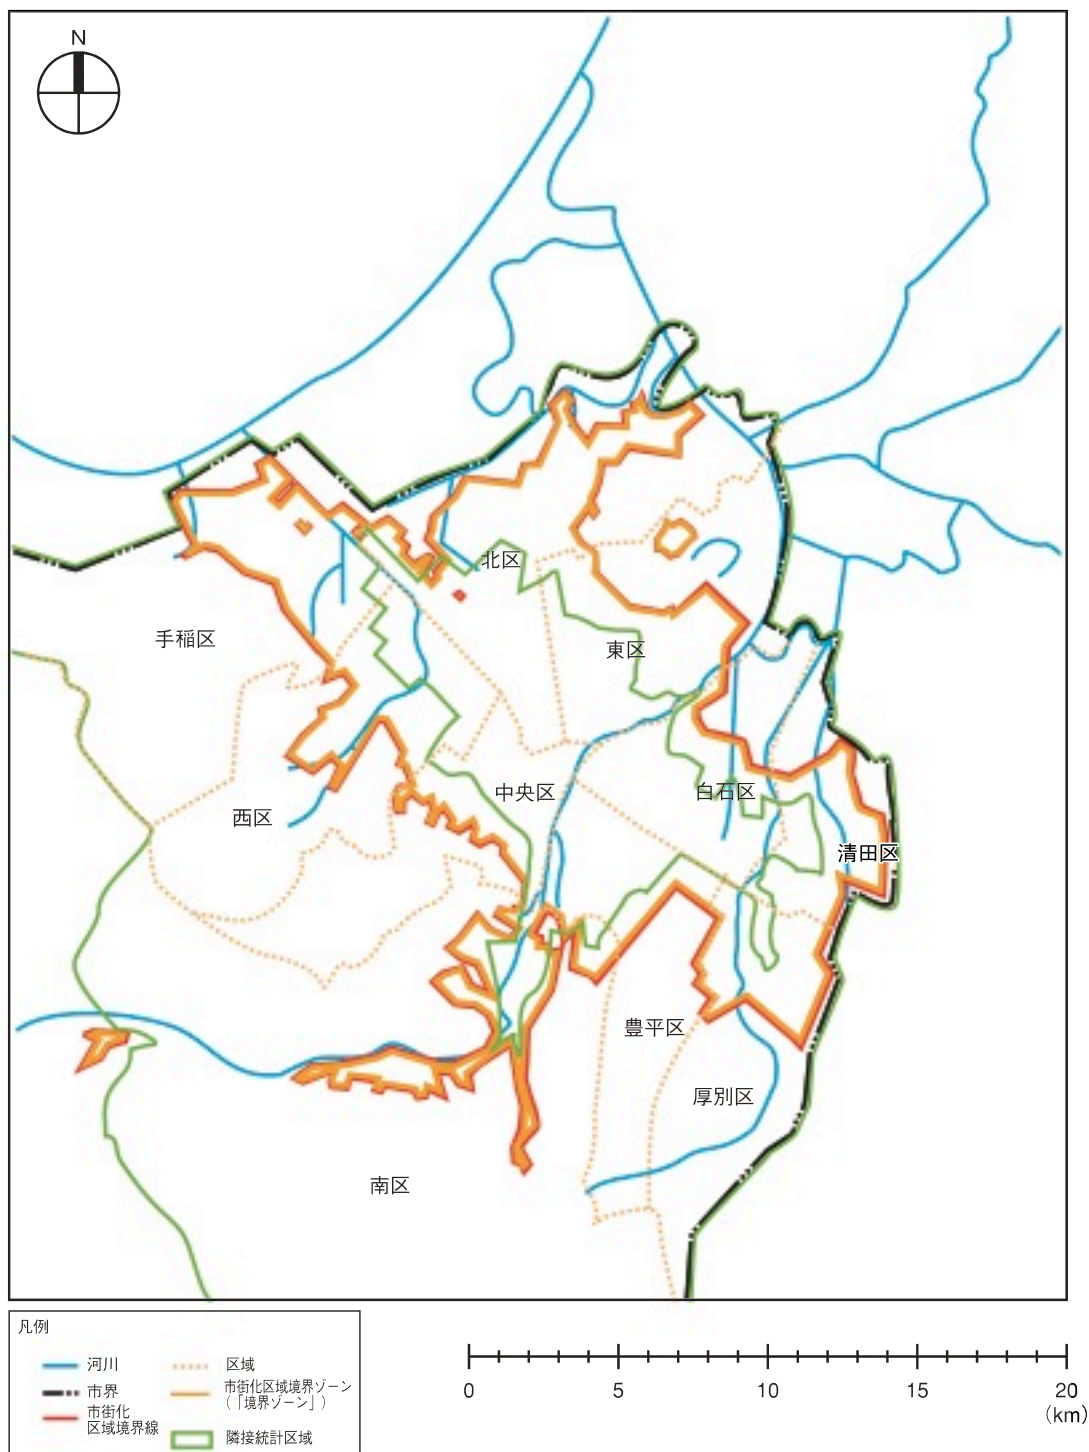 N
北区
手稲区
東区
中央区
白石区
西区
清田区
豊平区
厚別区
南区
凡例
河川
区域
市界
市街化区域境界ゾーン
(「境界ゾーン」)
市街化
区域境界線
隣接統計区域
0 5 10 15 20
(km)